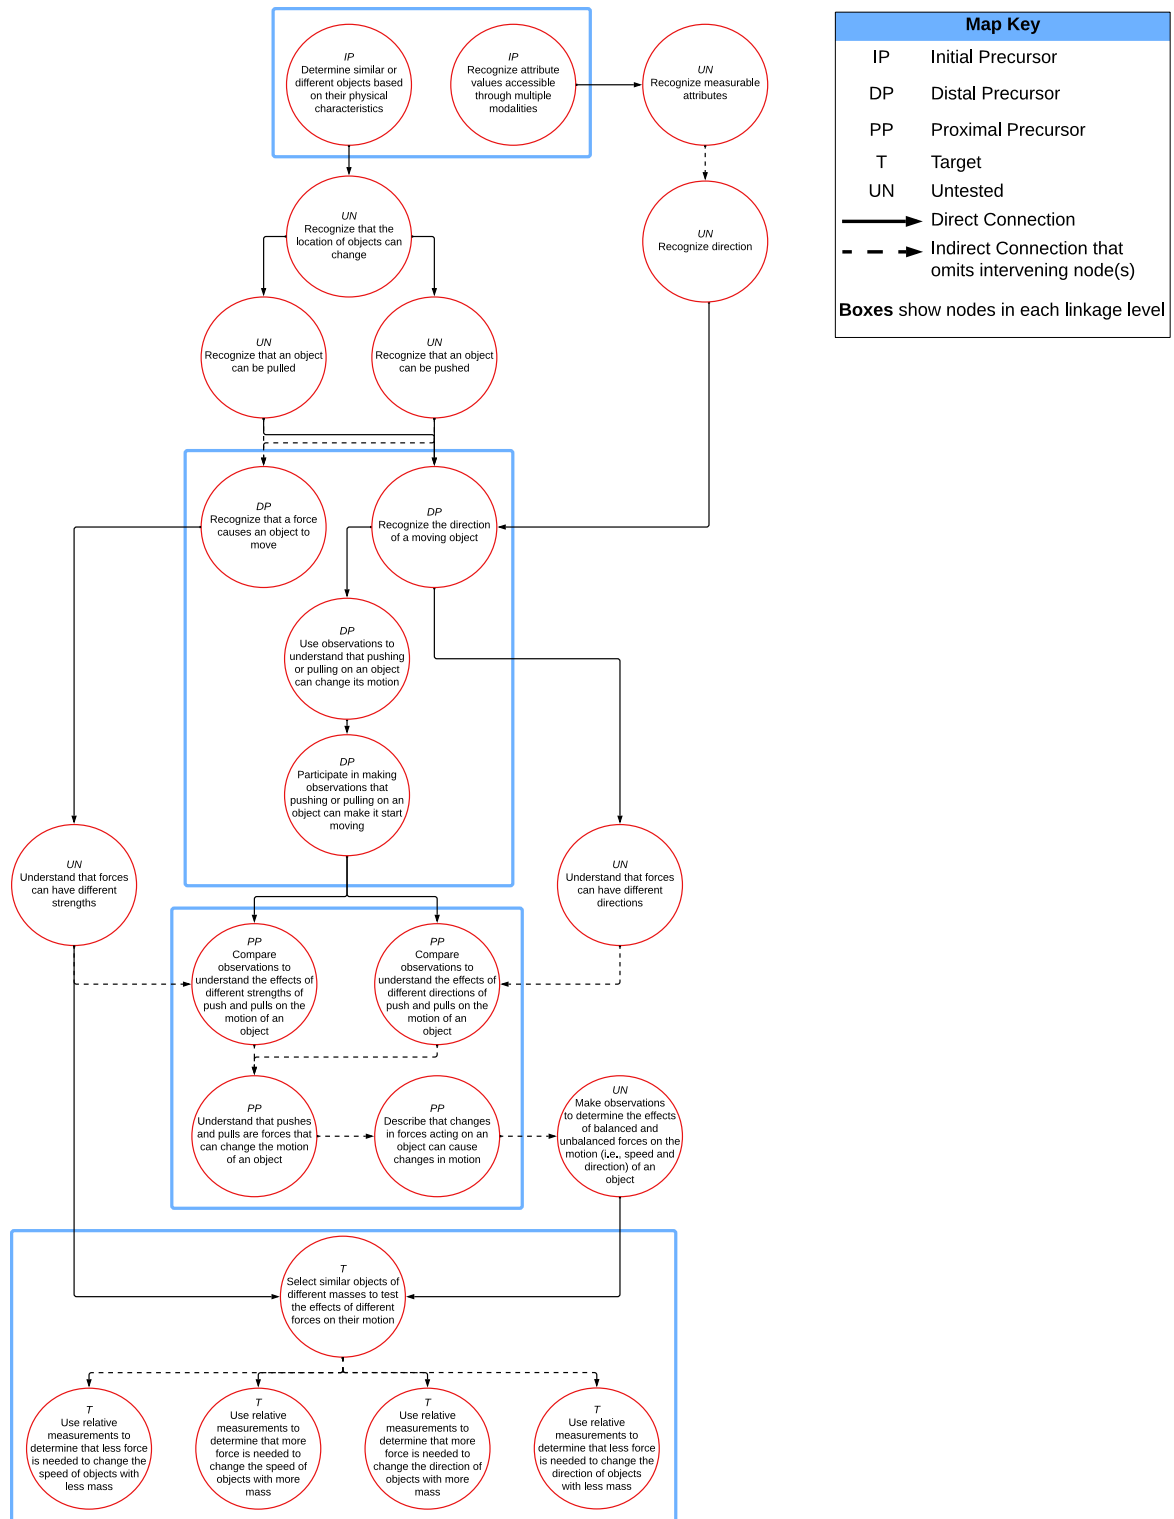 IP
Determine similar or
different objects based
on their physical
characteristics
IP
Recognize attribute
values accessible
through multiple
modalities
UN
Recognize measurable
attributes
Map Key
IP Initial Precursor
DP Distal Precursor
PP Proximal Precursor
T Target
UN Untested
Direct Connection
Indirect Connection that
omits intervening node(s)
Boxes show nodes in each linkage level
UN
Recognize that the
location of objects can
change
UN
Recognize direction
UN
Recognize that an object
can be pulled
UN
Recognize that an object
can be pushed
DP
Recognize that a force
causes an object to
move
DP
Recognize the direction
of a moving object
DP
Use observations to
understand that pushing
or pulling on an object
can change its motion
DP
Participate in making
observations that
pushing or pulling on an
object can make it start
moving
UN
Understand that forces
can have different
strengths
UN
Understand that forces
can have different
directions
PP
Compare
observations to
understand the effects of
different strengths of
push and pulls on the
motion of an
object
PP
Compare
observations to
understand the effects of
different directions of
push and pulls on the
motion of an
object
PP
Understand that pushes
and pulls are forces that
can change the motion
of an object
PP
Describe that changes
in forces acting on an
object can cause
changes in motion
UN
Make observations
to determine the effects
of balanced and
unbalanced forces on the
motion (i.e., speed and
direction) of an
object
T
Select similar objects of
different masses to test
the effects of different
forces on their motion
T
Use relative
measurements to
determine that less force
is needed to change the
speed of objects with
less mass
T
Use relative
measurements to
determine that more
force is needed to
change the speed of
objects with more
mass
T
Use relative
measurements to
determine that more
force is needed to
change the direction of
objects with more
mass
T
Use relative
measurements to
determine that less force
is needed to change the
direction of objects
with less mass